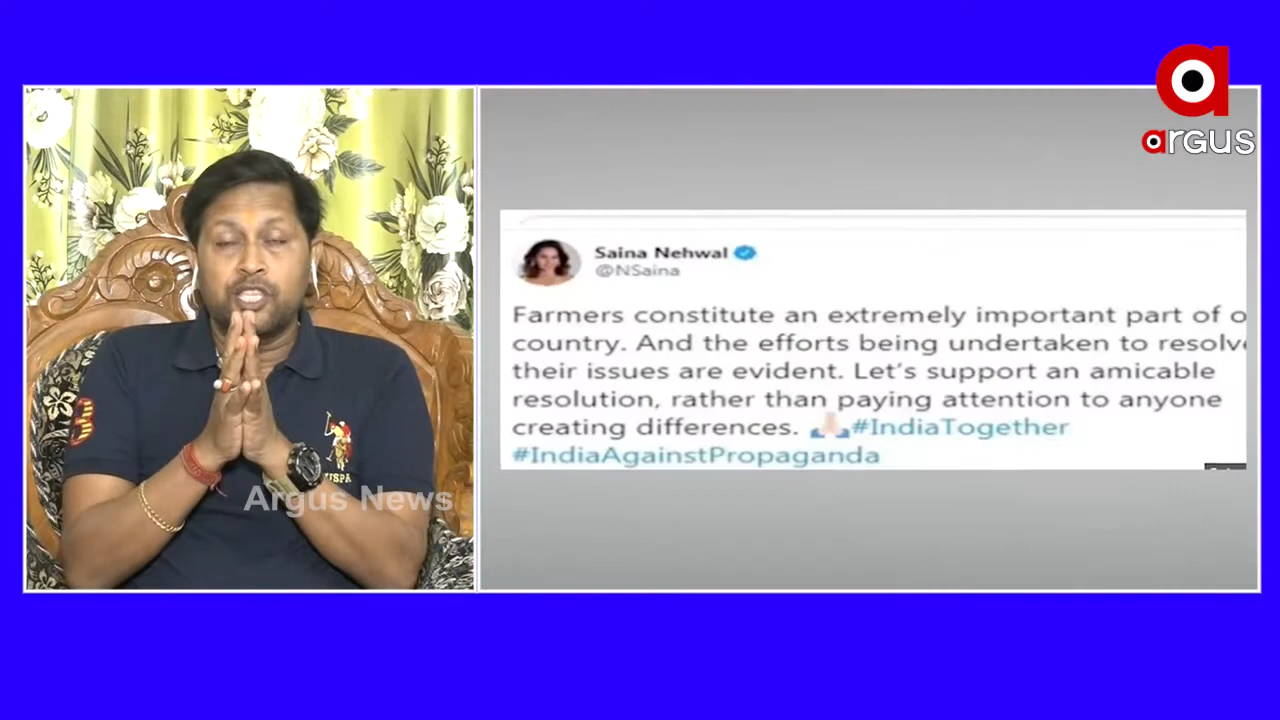 argus
Saina Nehwal
@NSaina
Farmers constitute an extremely important part of o
country. And the efforts being undertaken to resolve
their issues are evident. Let's support an amicable
resolution, rather than paying attention to anyone
creating differences. 🙏🏻#IndiaTogether
#IndiaAgainstPropaganda
3
USPA
Argus News